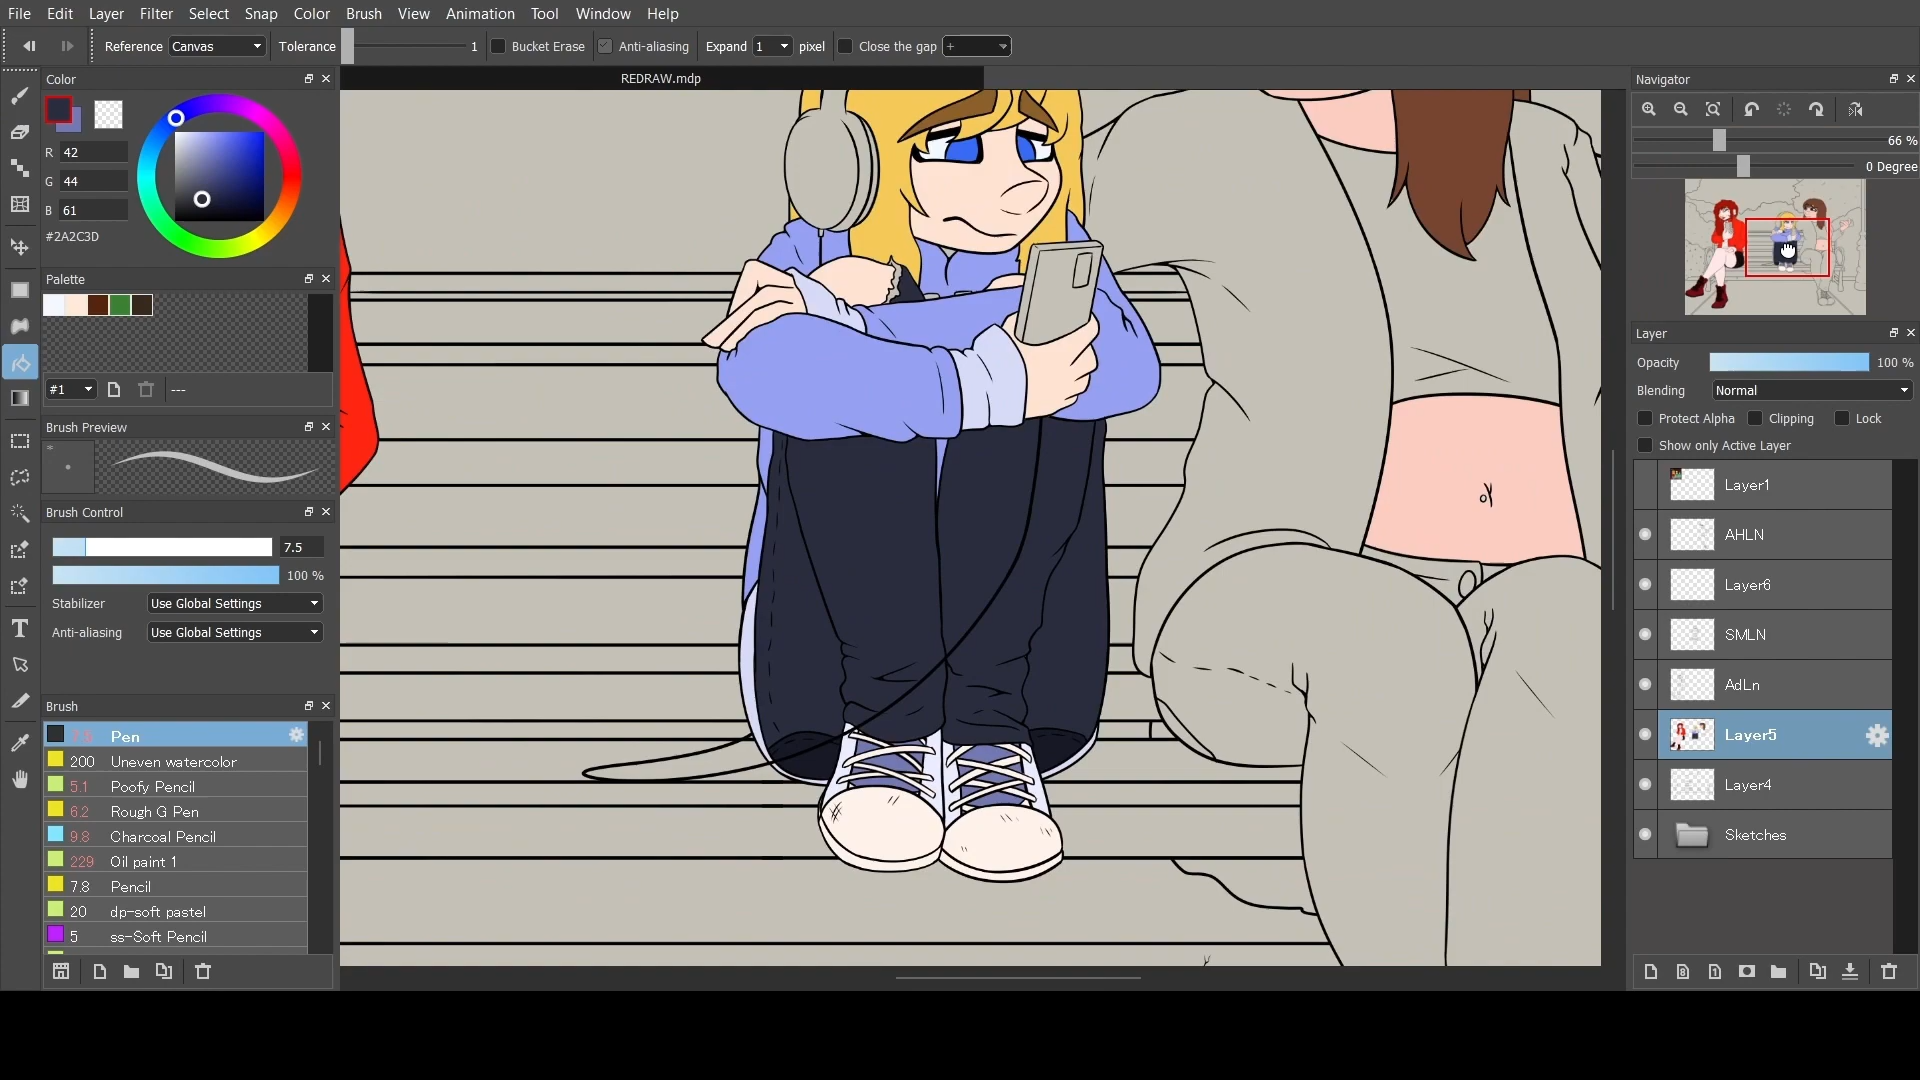 File Edit Layer Filter Select Snap Color Brush View Animation Tool Window Help
Reference Canvas Tolerance 1 Bucket Erase Anti-aliasing Expand 1 pixel Close the gap +
REDRAW.mdp
Color
R 42
G 44
B 61
#2A2C3D
Palette
#1 ---
Brush Preview
*
Brush Control
7.5
100 %
Stabilizer Use Global Settings
Anti-aliasing Use Global Settings
Brush
7.5 Pen
200 Uneven watercolor
5.1 Poofy Pencil
6.2 Rough G Pen
9.8 Charcoal Pencil
229 Oil paint 1
7.8 Pencil
20 dp-soft pastel
5 ss-Soft Pencil
Navigator
66 %
0 Degree
Layer
Opacity 100 %
Blending Normal
Protect Alpha Clipping Lock
Show only Active Layer
Layer1
AHLN
Layer6
SMLN
AdLn
Layer5
Layer4
Sketches